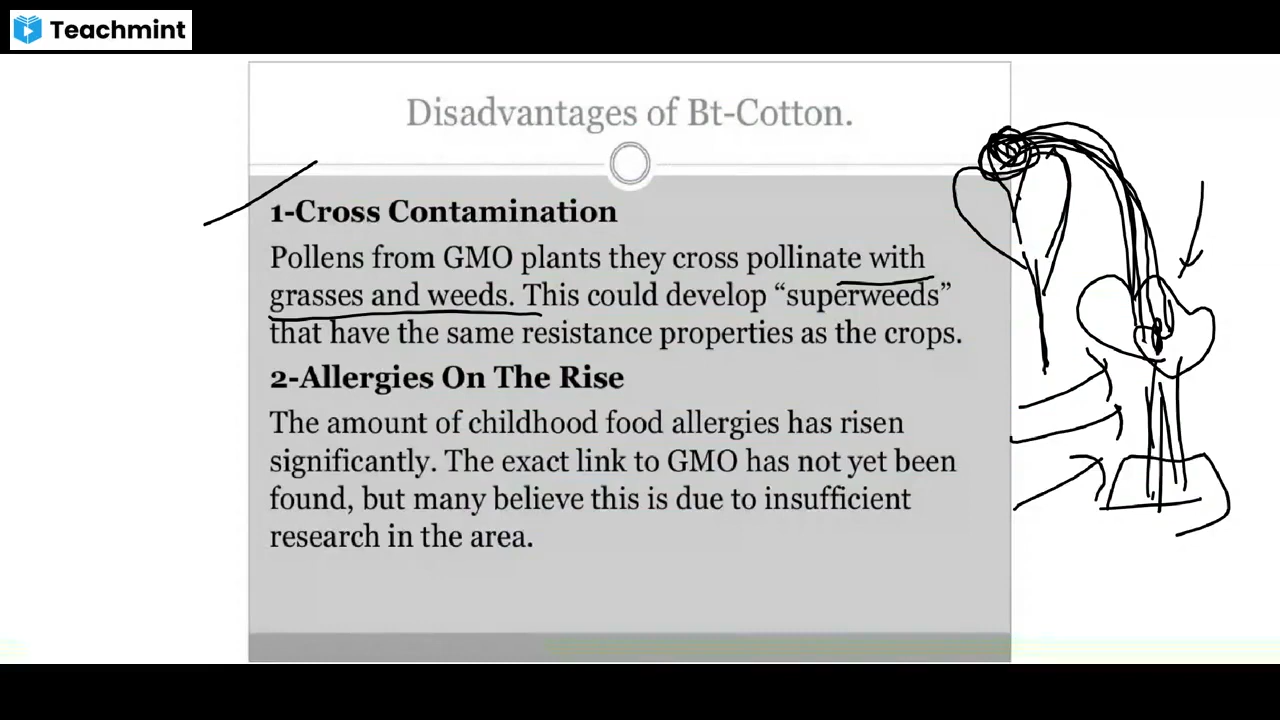 Teachmint
Disadvantages of Bt-Cotton.
1-Cross Contamination
Pollens from GMO plants they cross pollinate with
grasses and weeds. This could develop “superweeds”
that have the same resistance properties as the crops.
2-Allergies On The Rise
The amount of childhood food allergies has risen
significantly. The exact link to GMO has not yet been
found, but many believe this is due to insufficient
research in the area.